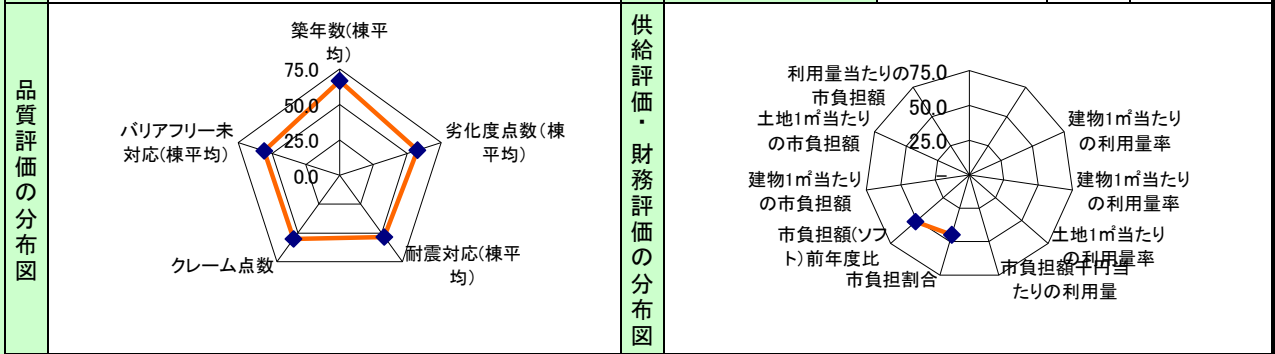 品質評価の分布図
築年数(棟平
均)
75.0
50.0
25.0
0.0
劣化度点数(棟
平均)
耐震対応(棟平
均)
クレーム点数
バリアフリー未
対応(棟平均)
供給評価・財務評価の分布図
75.0
50.0
25.0
–
建物1㎡当たり
の利用量率
建物1㎡当たり
の利用量率
土地1㎡当たり
の利用量率
市負担額千円当
たりの利用量
市負担割合
市負担額(ソフ
ト)前年度比
建物1㎡当たり
の市負担額
土地1㎡当たり
の市負担額
利用量当たりの
市負担額